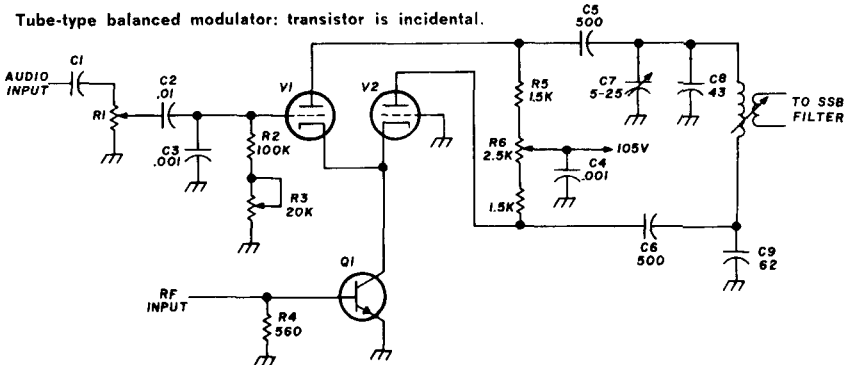 Tube-type balanced modulator: transistor is incidental.
C5
500
AUDIO
INPUT
C1
R1
C2
.01
C3
.001
R2
100K
R3
20K
V1
V2
R5
1.5K
R6
2.5K
1.5K
C4
.001
105V
C7
5-25
C8
43
TO SSB
FILTER
C6
500
C9
62
Q1
RF
INPUT
R4
560